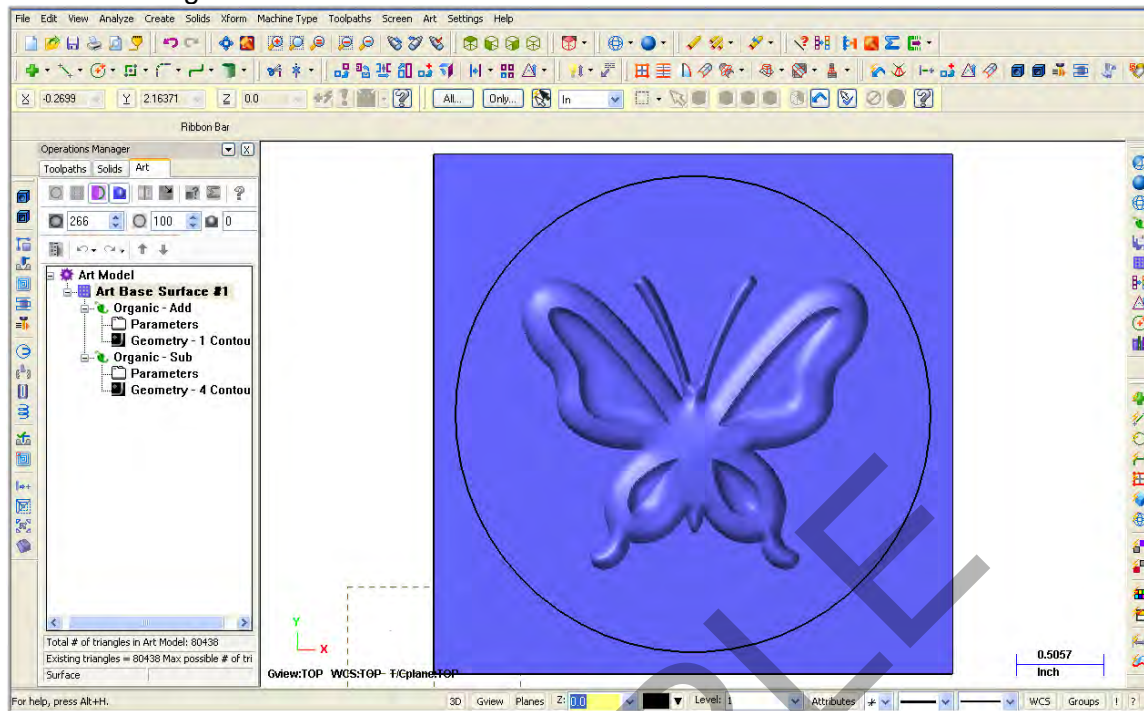 File Edit View Analyze Create Solids Xform Machine Type Toolpaths Screen Art Settings Help
X -0.2699 Y 2.16371 Z 0.0 All... Only... In
Ribbon Bar
Operations Manager
Toolpaths Solids Art
266 100 0
Art Model
Art Base Surface #1
Organic - Add
Parameters
Geometry - 1 Contou
Organic - Sub
Parameters
Geometry - 4 Contou
Total # of triangles in Art Model: 80438
Existing triangles = 80438 Max possible # of tri
Surface
Y
X
Gview:TOP WCS:TOP T/Cplane:TOP
0.5057
Inch
For help, press Alt+H.
3D Gview Planes Z: 0.0 Level: 1 Attributes WCS Groups ! ?